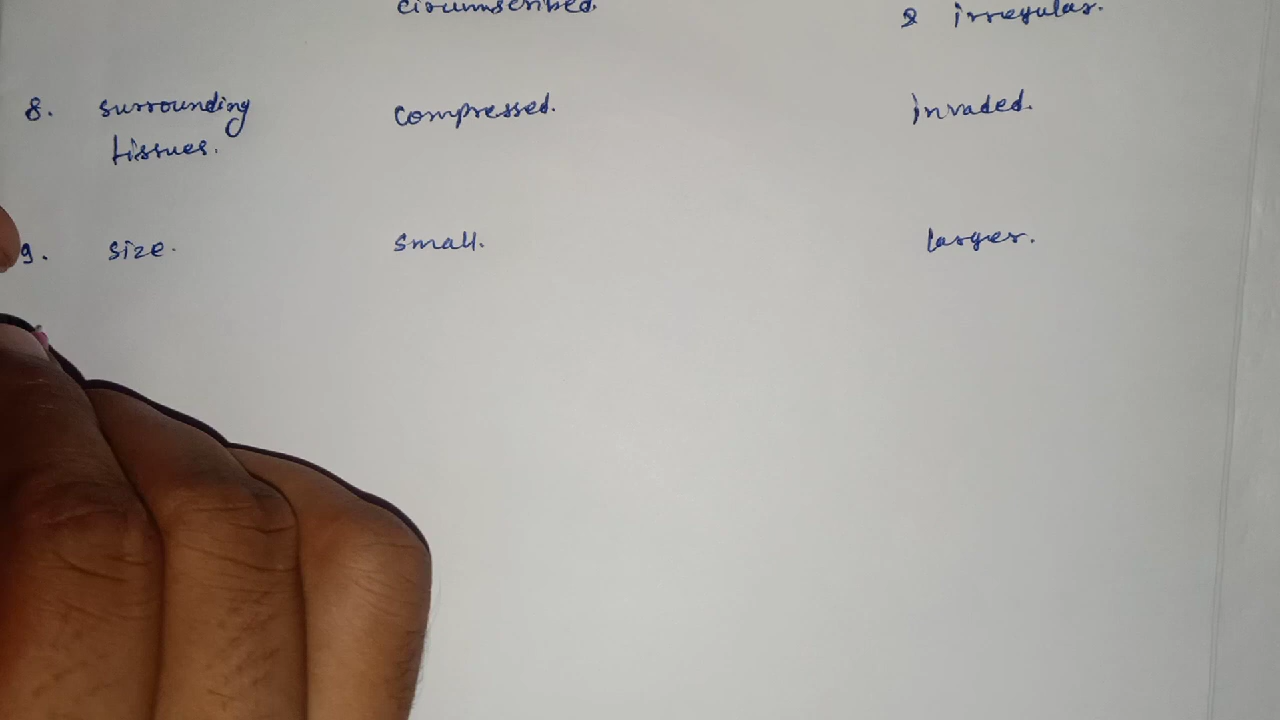 circumscribed.
& irregular.
8. surrounding compressed. invaded.
tissues.
9. size. small. larger.